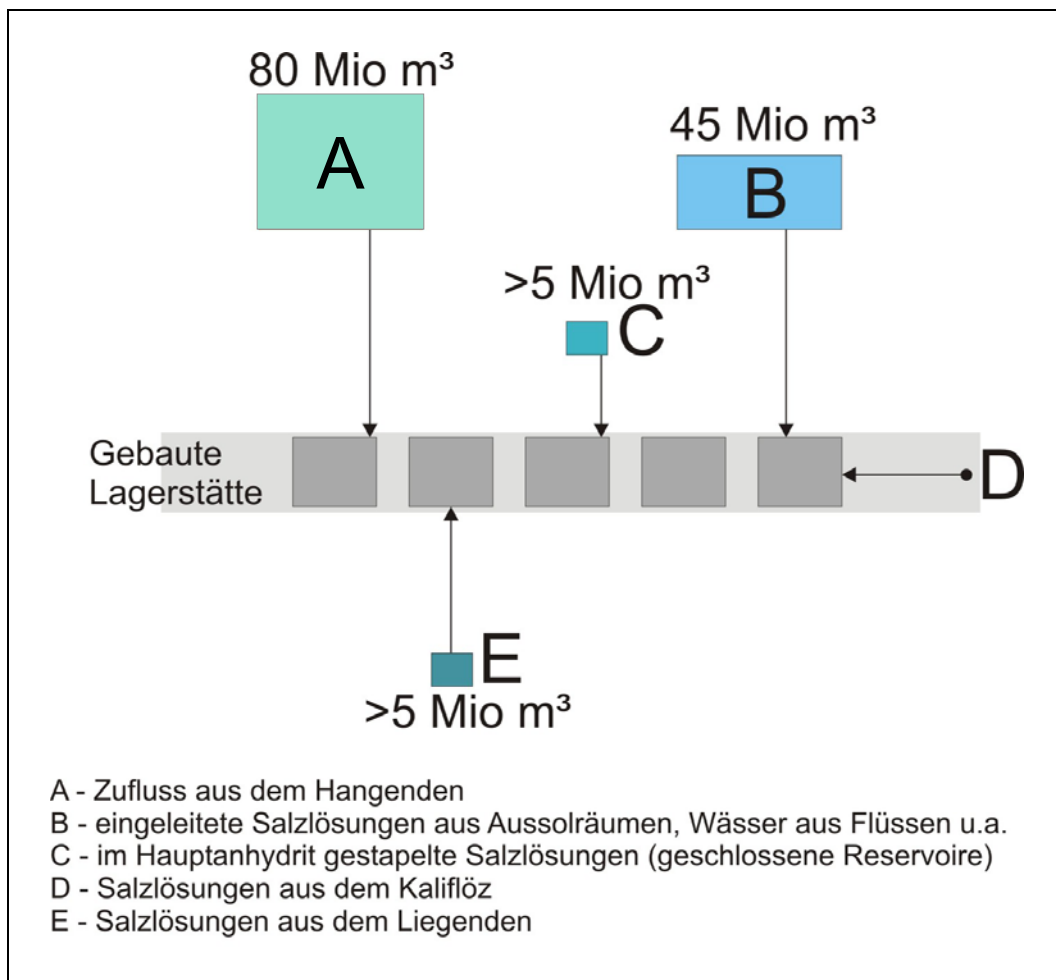 80 Mio m³
A
45 Mio m³
B
>5 Mio m³
C
Gebaute
Lagerstätte
D
E
>5 Mio m³
A - Zufluss aus dem Hangenden
B - eingeleitete Salzlösungen aus Aussolräumen, Wässer aus Flüssen u.a.
C - im Hauptanhydrit gestapelte Salzlösungen (geschlossene Reservoire)
D - Salzlösungen aus dem Kaliflöz
E - Salzlösungen aus dem Liegenden